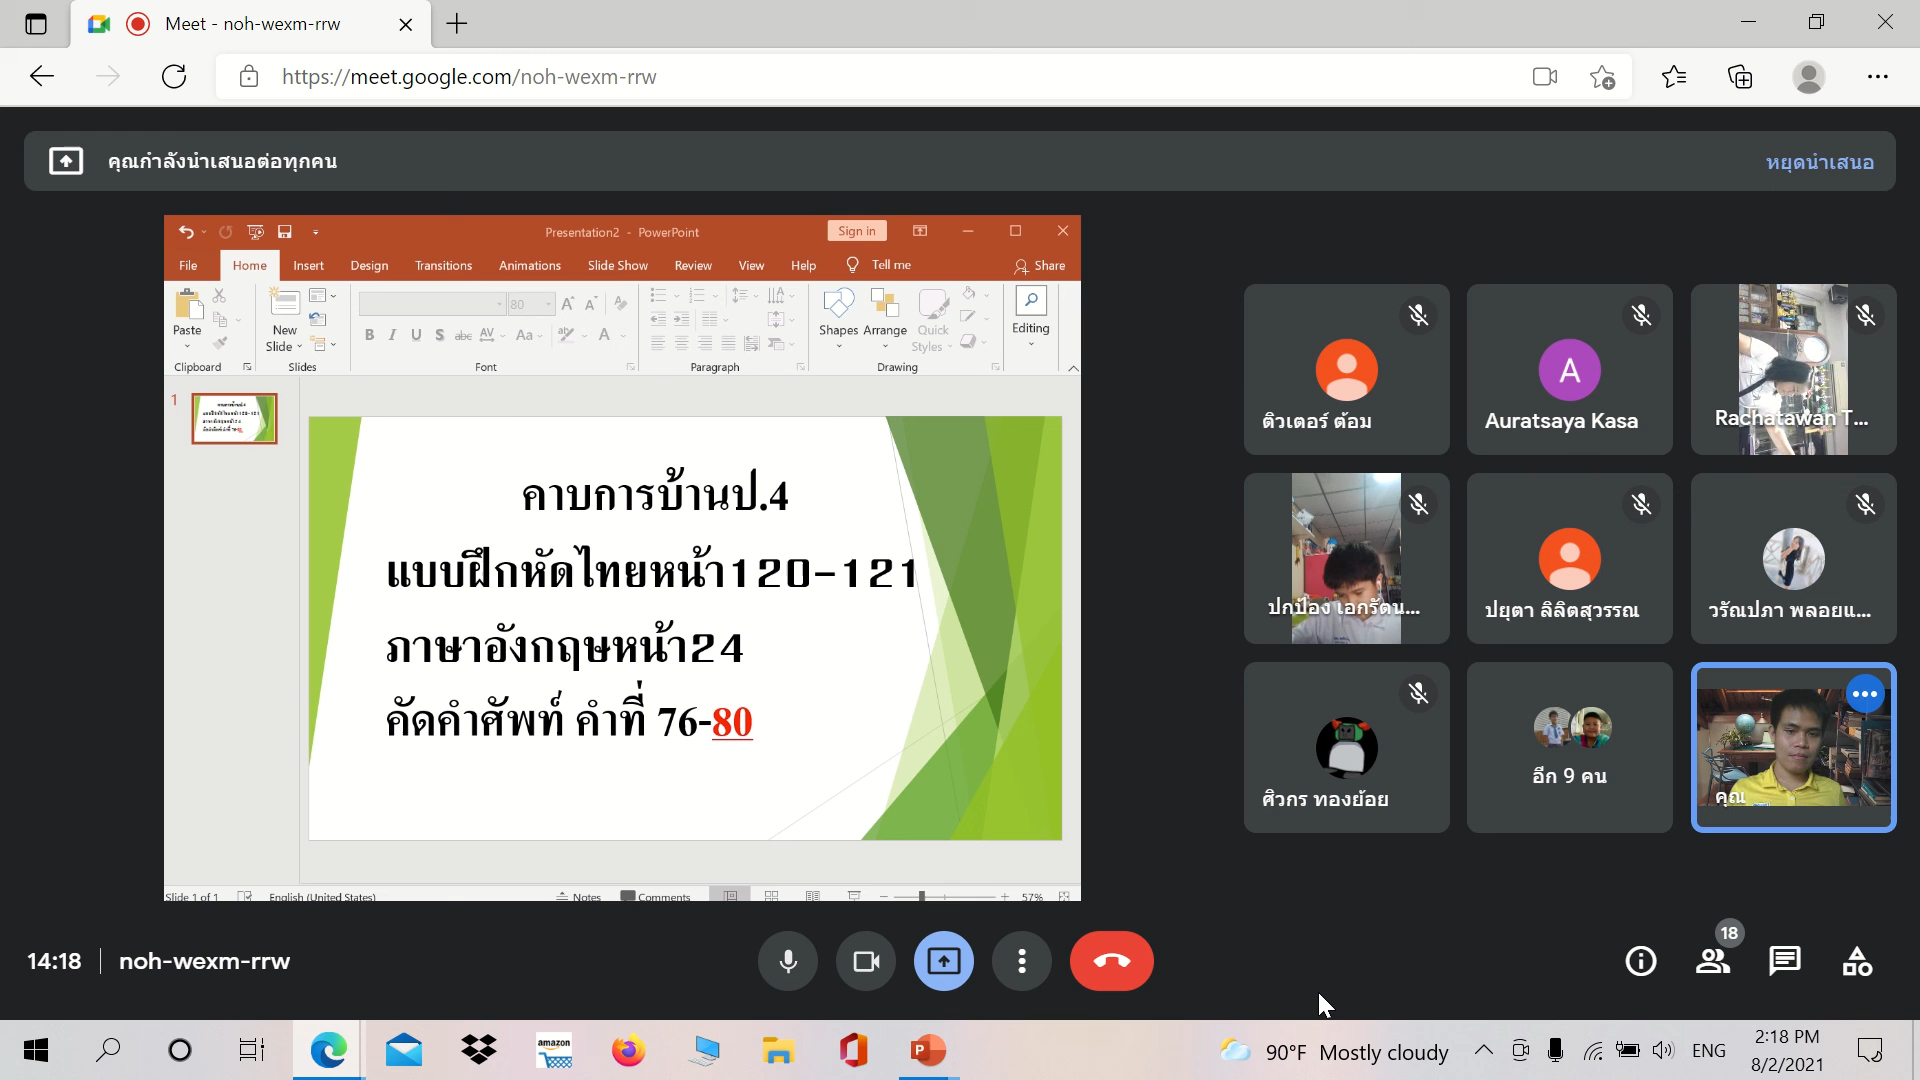 Meet - noh-wexm-rrw
https://meet.google.com/noh-wexm-rrw
คุณกำลังนำเสนอต่อทุกคน
หยุดนำเสนอ
Presentation2 - PowerPoint
Sign in
File Home Insert Design Transitions Animations Slide Show Review View Help Tell me Share
80
Paste
New Slide
B I U S abc AV Aa A
Shapes Arrange Quick Styles
Editing
Clipboard Slides Font Paragraph Drawing
1
คาบการบ้านป.4
แบบฝึกหัดไทยหน้า120-121
ภาษาอังกฤษหน้า24
คัดคำศัพท์ คำที่ 76-80
Slide 1 of 1 English (United States) Notes Comments 57%
ติวเตอร์ ต้อม
A
Auratsaya Kasa
Rachatawan T...
ปกป้อง เอกรัตน...
ปยุตา ลิลิตสุวรรณ
วรัณปภา พลอยแ...
ศิวกร ทองย้อย
อีก 9 คน
คุณ
14:18 noh-wexm-rrw
18
amazon
90°F Mostly cloudy
ENG
2:18 PM
8/2/2021